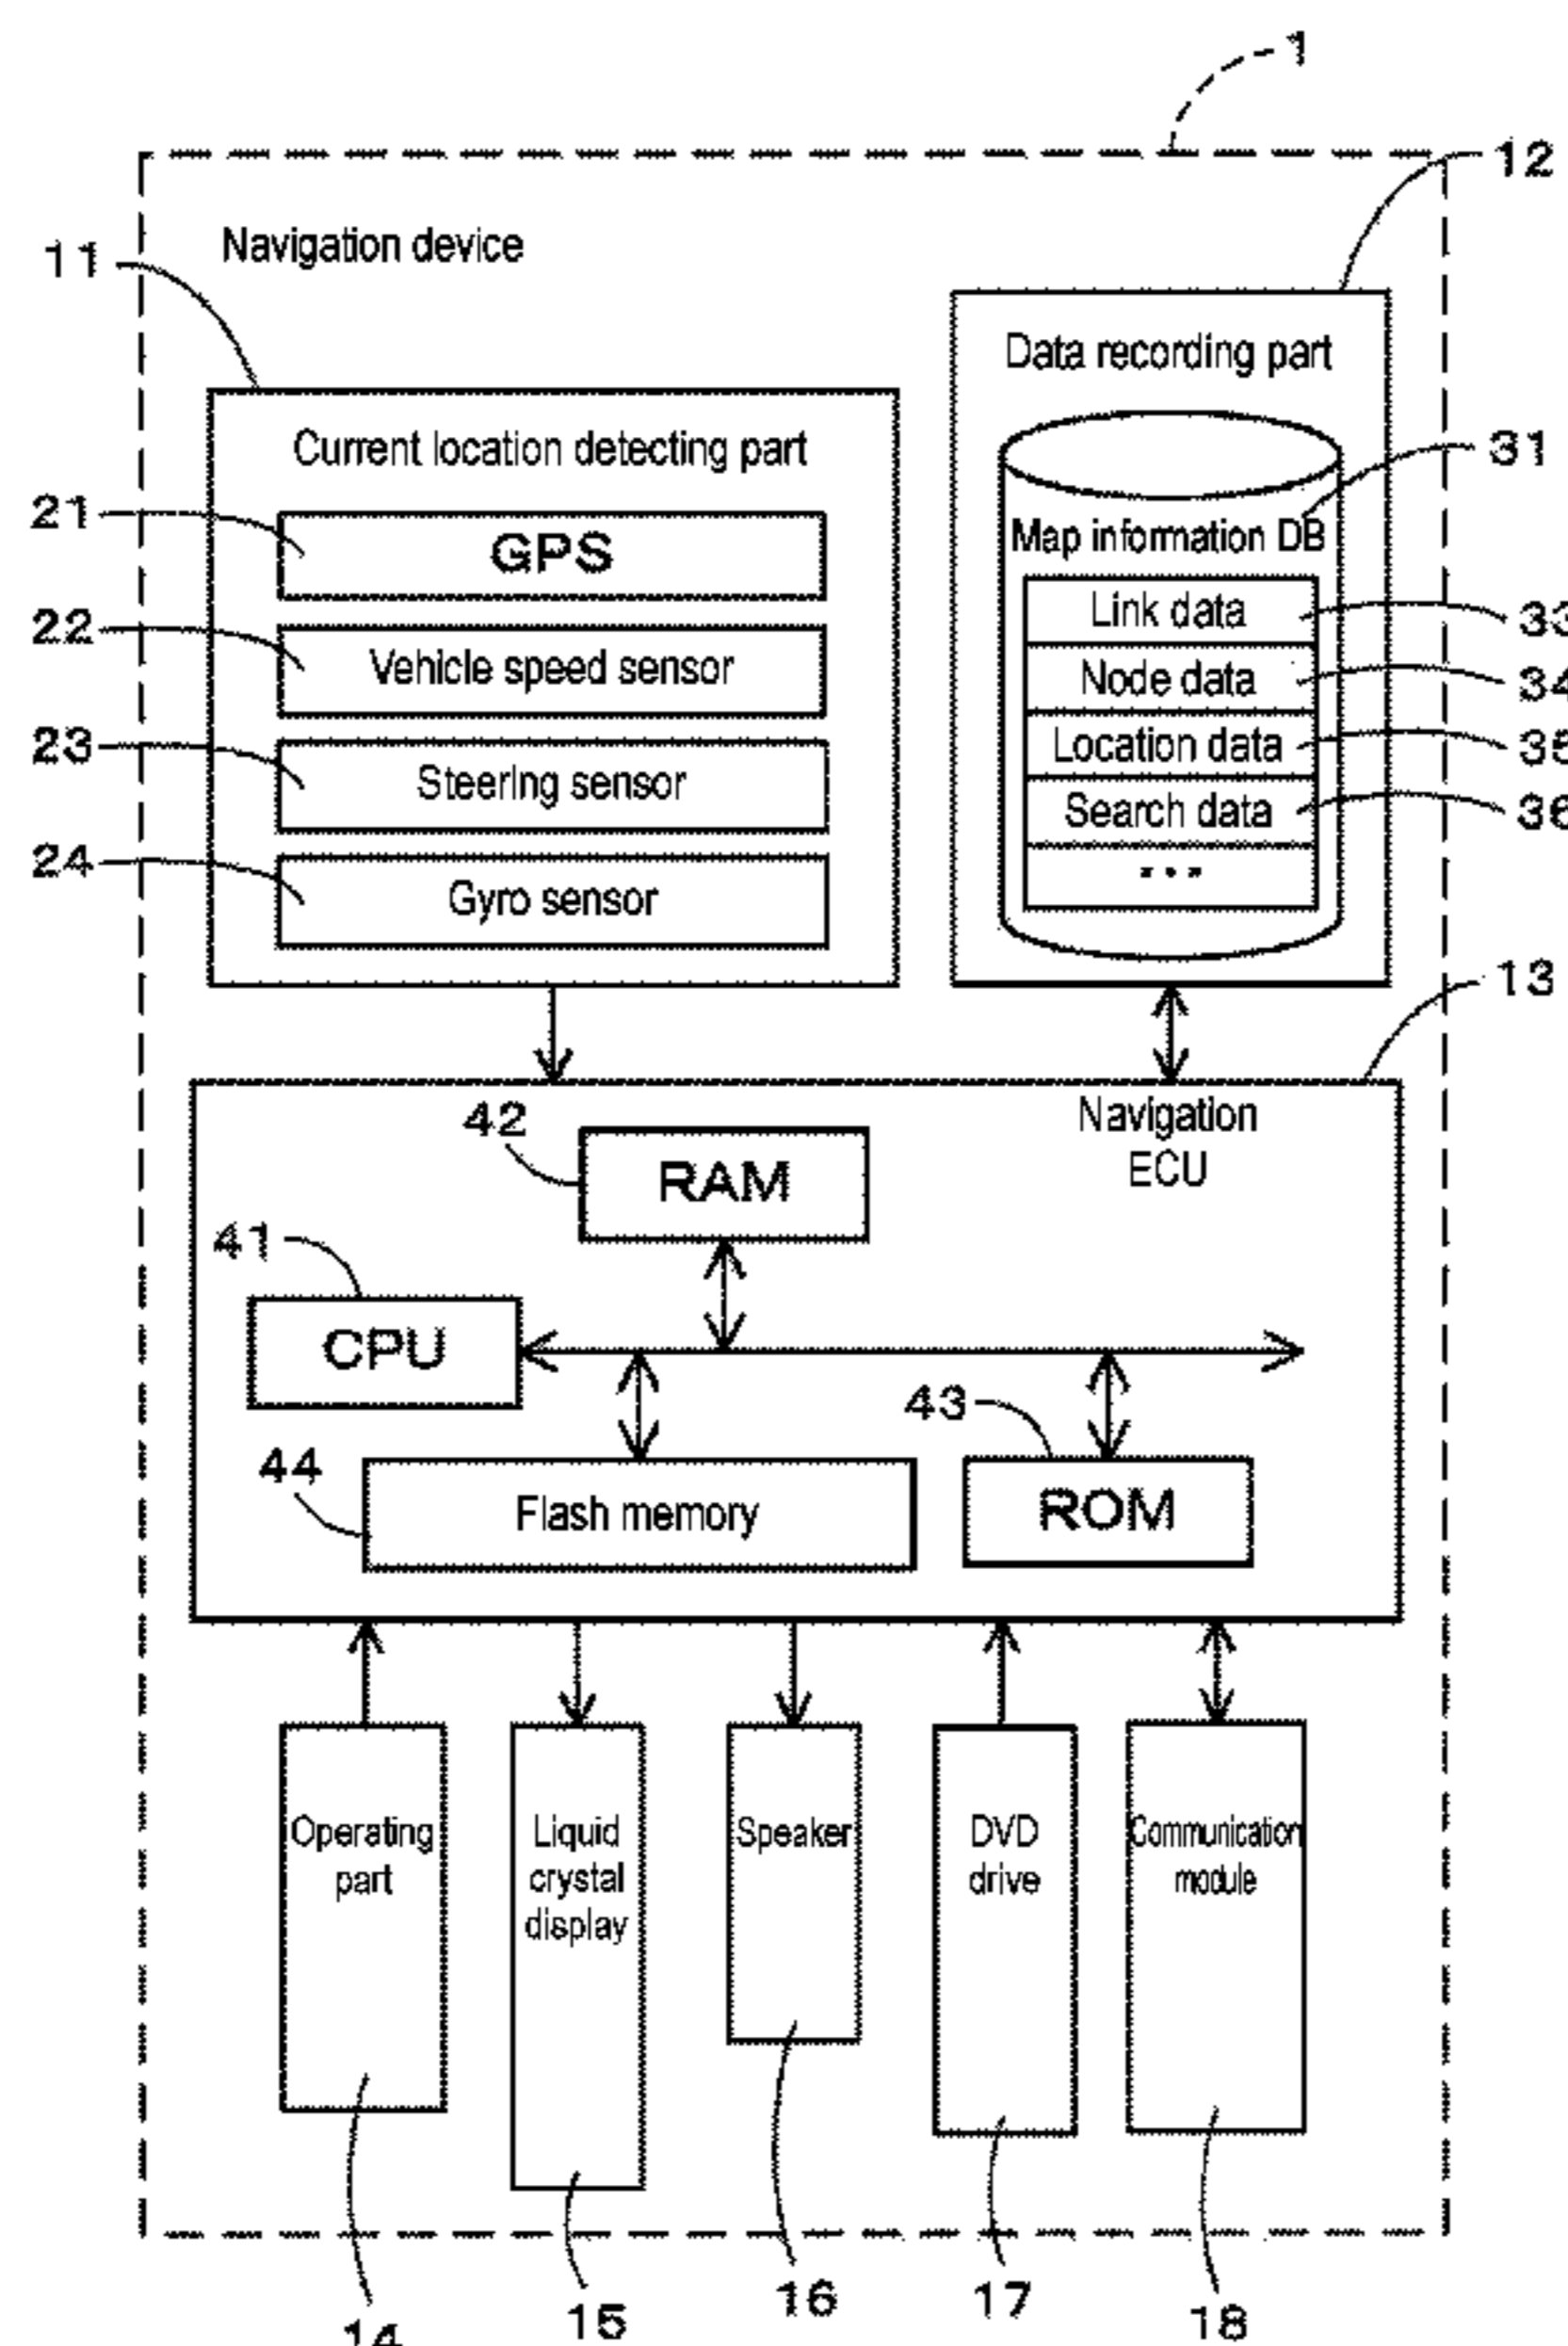 1
12
Navigation device
11
Data recording part
Current location detecting part
31
21
GPS
Map information DB
Link data
33
22
Vehicle speed sensor
Node data
34
23
Steering sensor
Location data
35
Search data
36
24
Gyro sensor
...
13
42
Navigation
ECU
RAM
41
CPU
43
44
Flash memory
ROM
Operating
part
Liquid
crystal
display
Speaker
DVD
drive
Communication
module
14
15
16
17
18